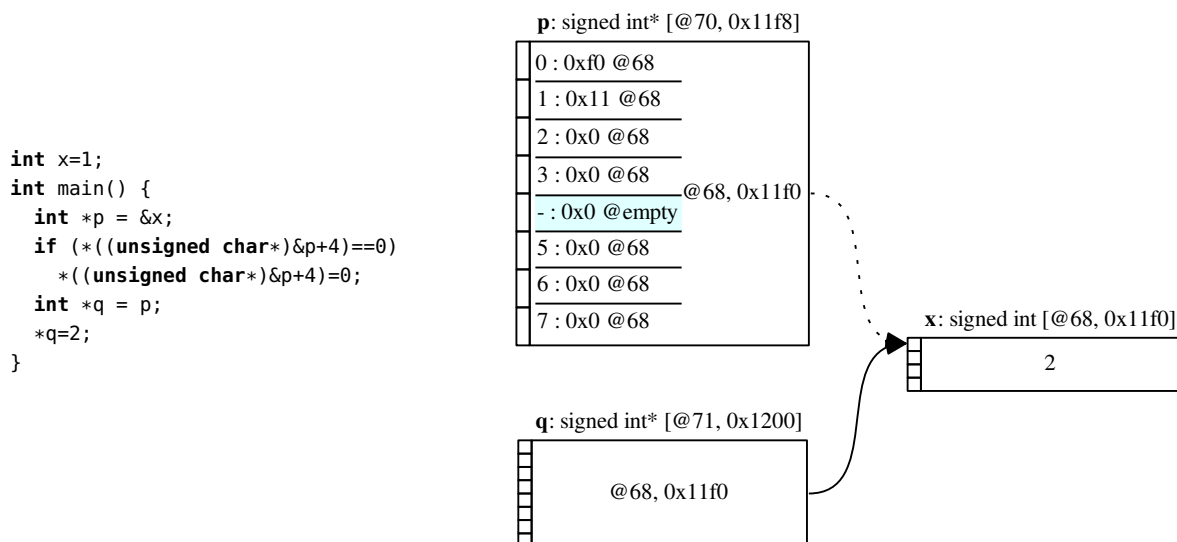 int x=1;
int main() {
  int *p = &x;
  if (*((unsigned char*)&p+4)==0)
    *((unsigned char*)&p+4)=0;
  int *q = p;
  *q=2;
}
p: signed int* [@70, 0x11f8]
0 : 0xf0 @68
1 : 0x11 @68
2 : 0x0 @68
3 : 0x0 @68
- : 0x0 @empty
5 : 0x0 @68
6 : 0x0 @68
7 : 0x0 @68
@68, 0x11f0
x: signed int [@68, 0x11f0]
2
q: signed int* [@71, 0x1200]
@68, 0x11f0